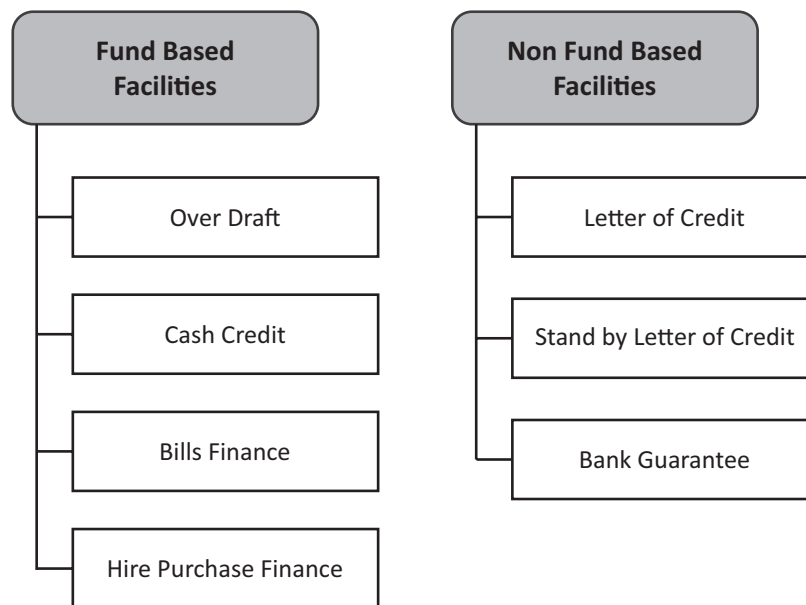 Fund Based
Facilities
Over Draft
Cash Credit
Bills Finance
Hire Purchase Finance
Non Fund Based
Facilities
Letter of Credit
Stand by Letter of Credit
Bank Guarantee